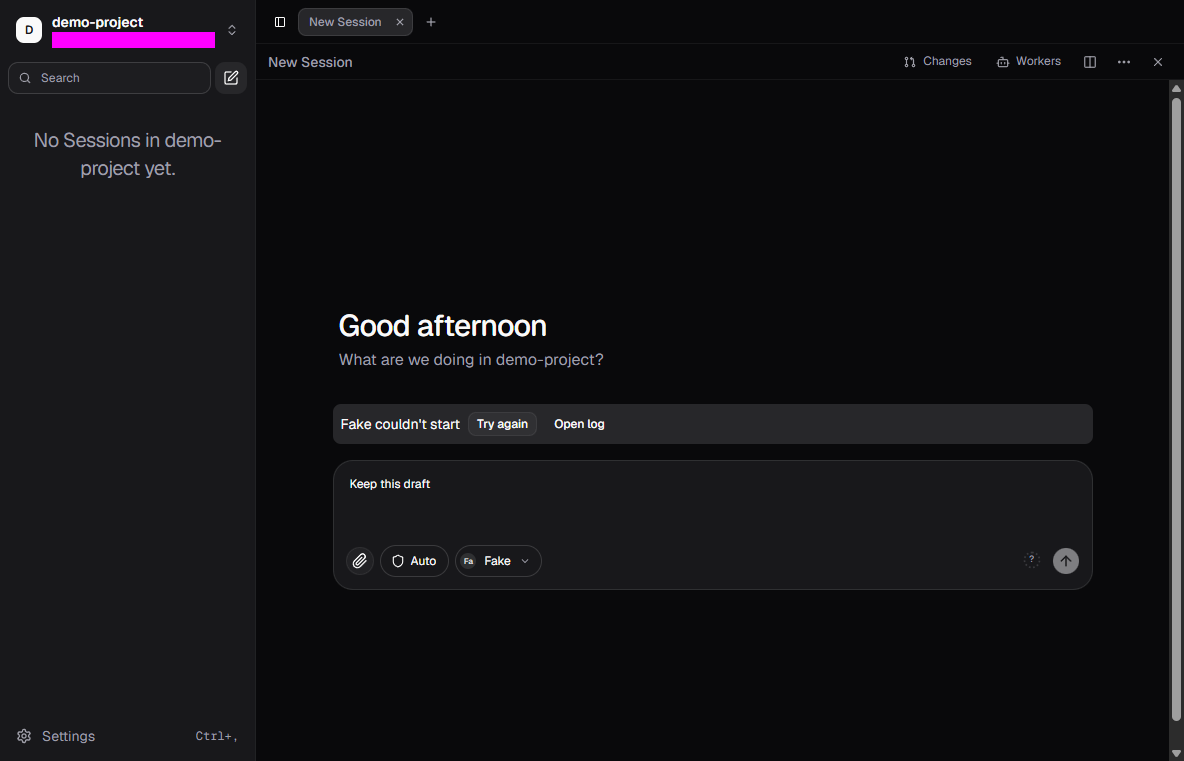 D
demo-project
Search
No Sessions in demo-
project yet.
Settings
Ctrl+,
New Session
New Session
Changes
Workers
Good afternoon
What are we doing in demo-project?
Fake couldn't start
Try again
Open log
Keep this draft
Auto
Fa
Fake
?